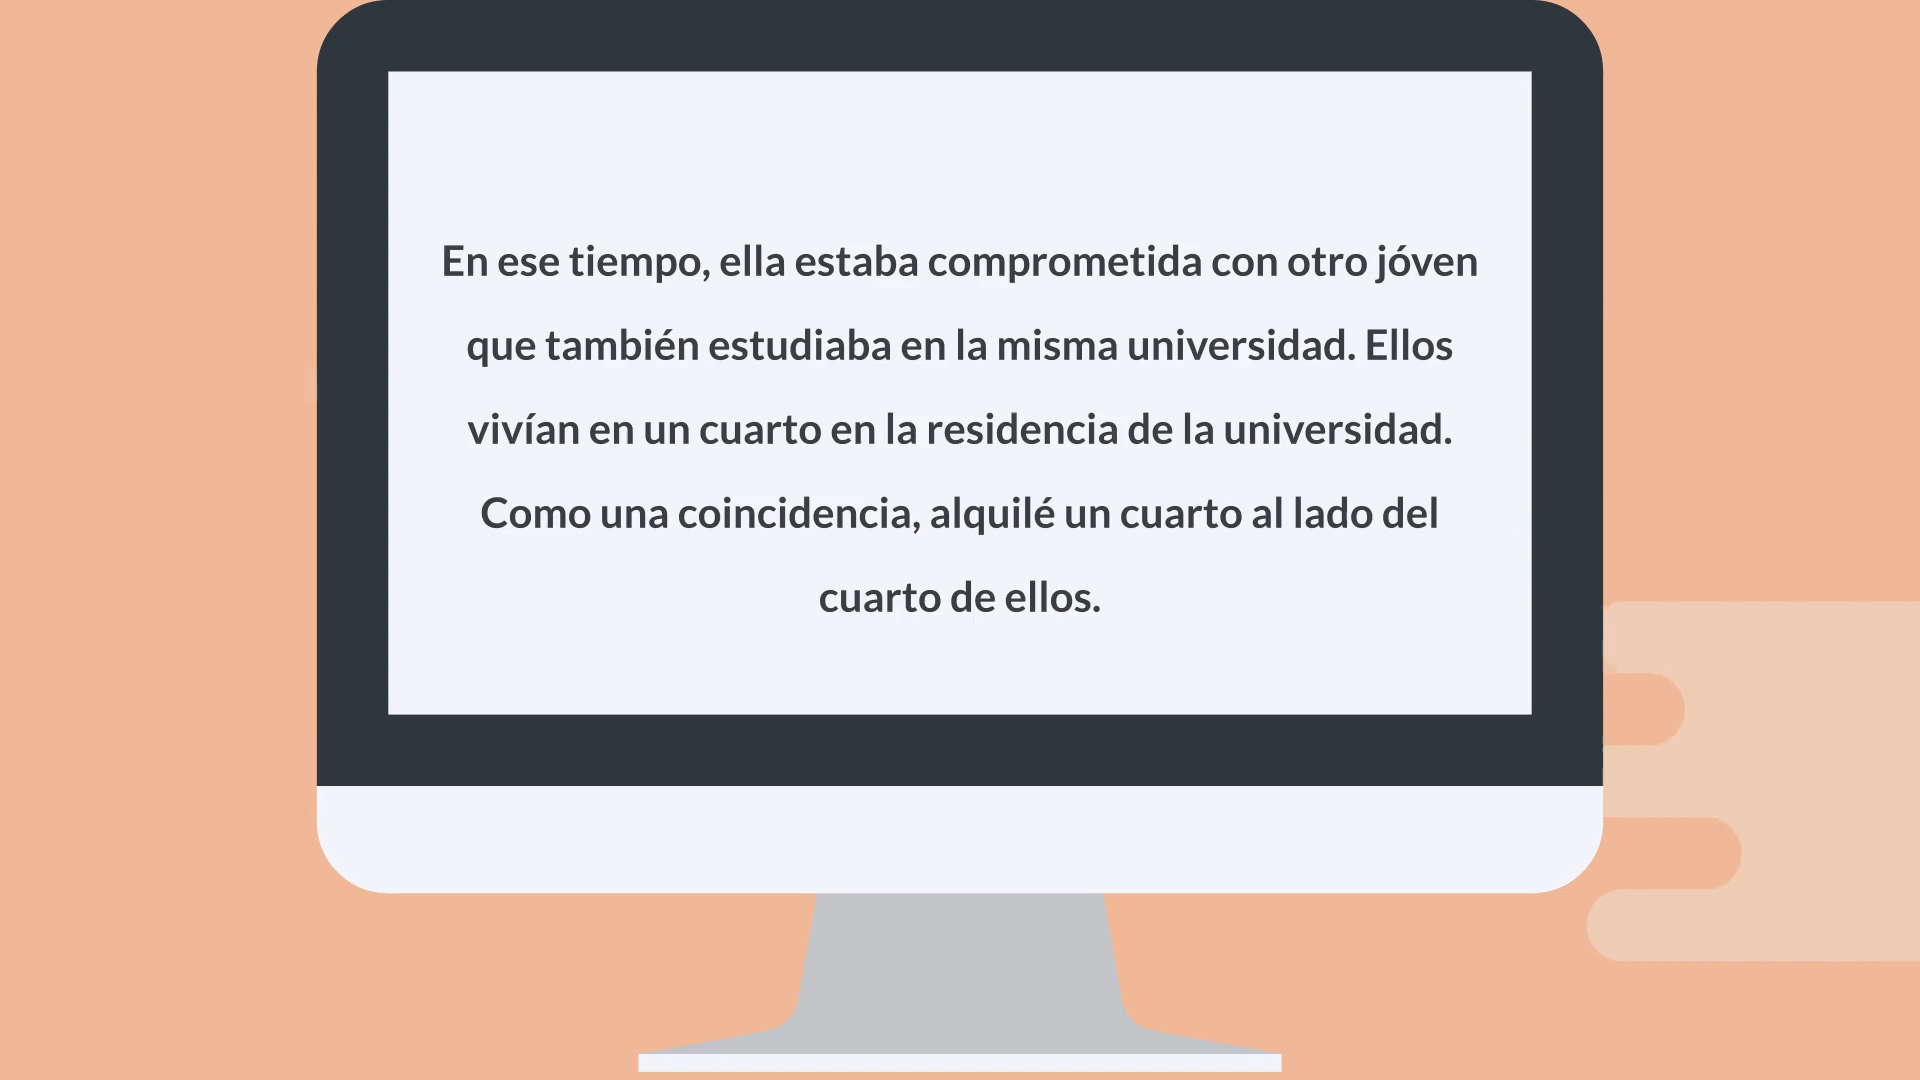 En ese tiempo, ella estaba comprometida con otro jóven
que también estudiaba en la misma universidad. Ellos
vivían en un cuarto en la residencia de la universidad.
Como una coincidencia, alquilé un cuarto al lado del
cuarto de ellos.